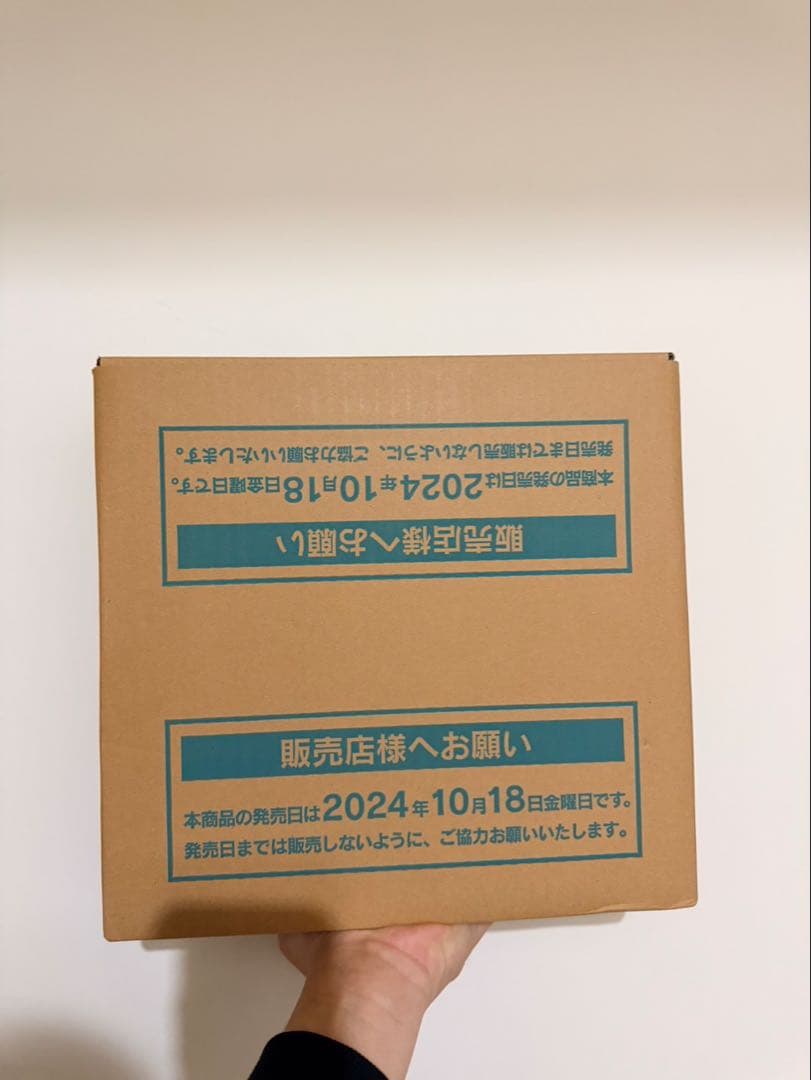 発売日までは販売しないように、ご協力お願いいたします。
本商品の発売日は2024年10月18日金曜日です。
販売店様へお願い
販売店様へお願い
本商品の発売日は2024年10月18日金曜日です。
発売日までは販売しないように、ご協力お願いいたします。